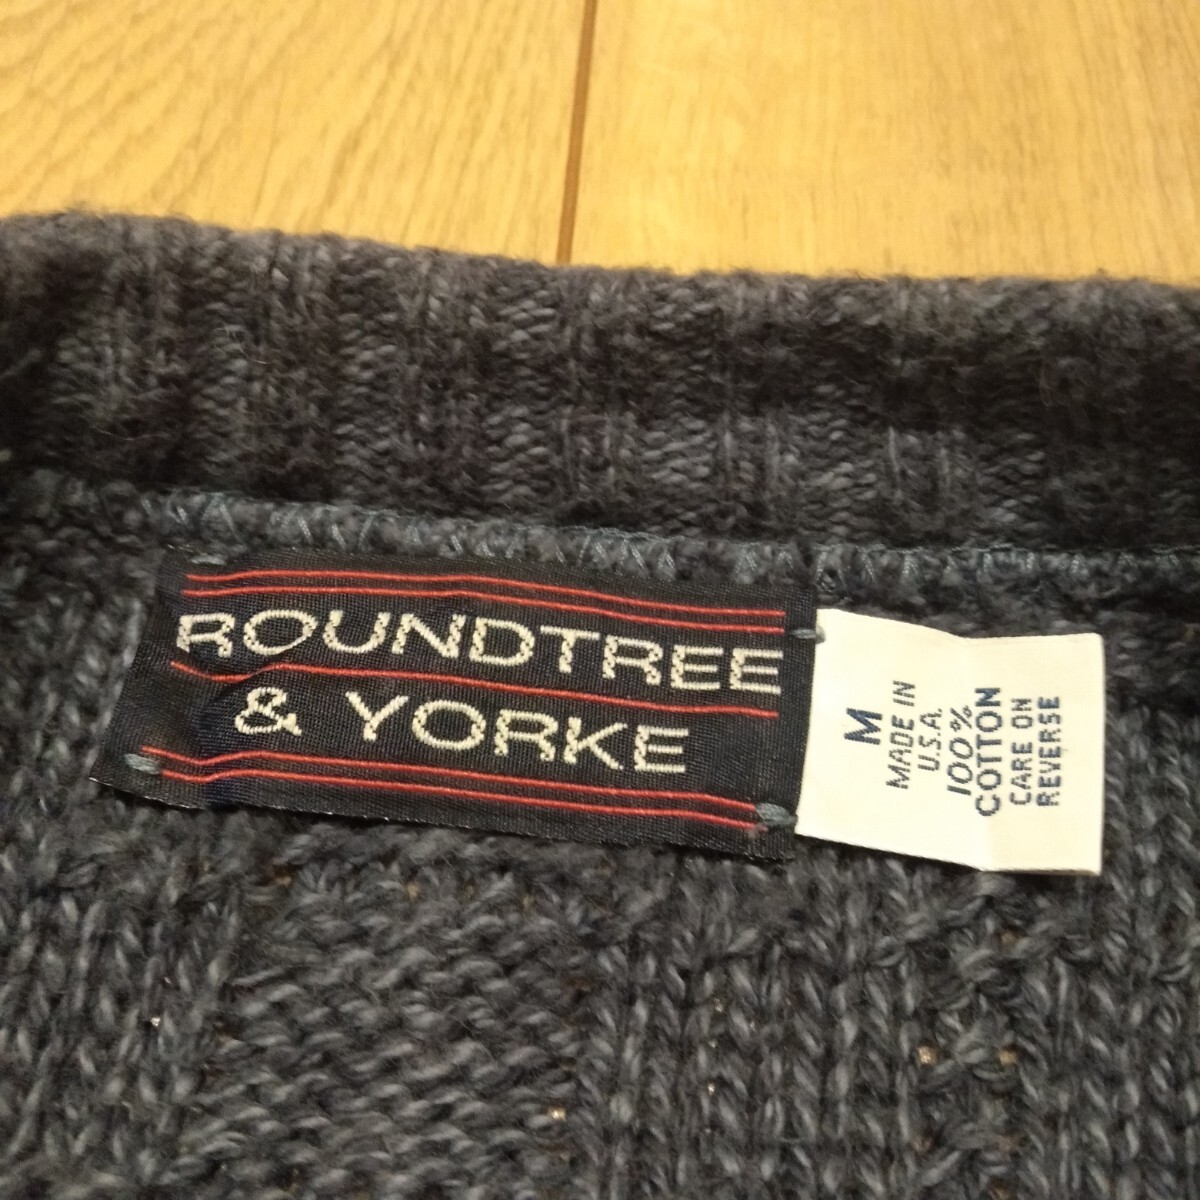 ROUNDTREE
& YORKE
M
MADE IN
U.S.A.
100%
COTTON
CARE ON
REVERSE